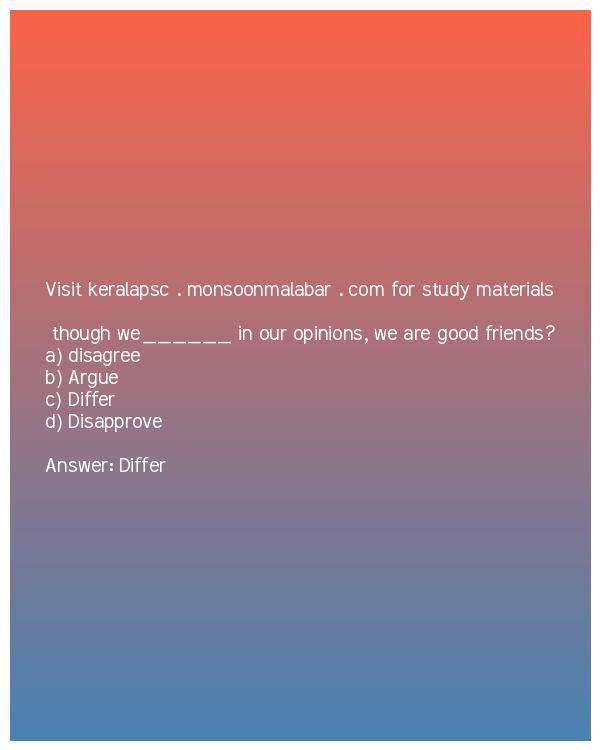 Visit keralapsc . monsoonmalabar . com for study materials
though we______ in our opinions, we are good friends?
a) disagree
b) Argue
c) Differ
d) Disapprove
Answer: Differ